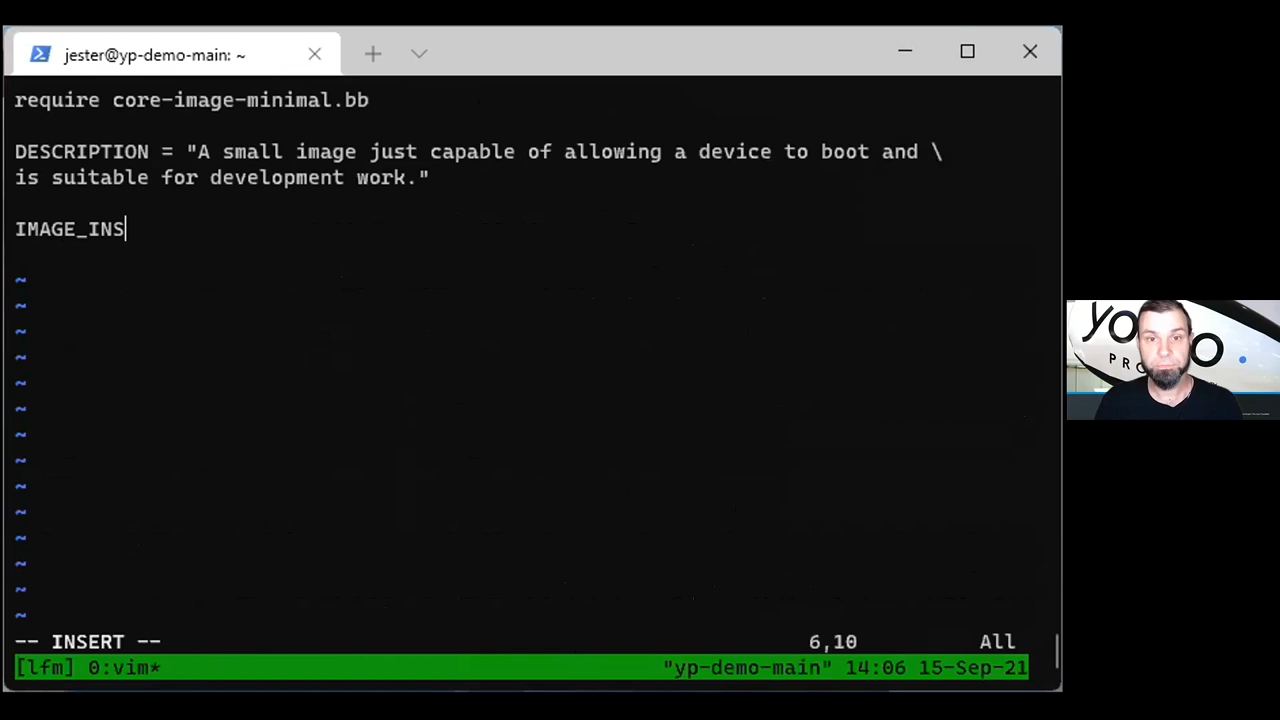 jester@yp-demo-main: ~
require core-image-minimal.bb
DESCRIPTION = "A small image just capable of allowing a device to boot and \
is suitable for development work."
IMAGE_INS
~
~
~
~
~
~
~
~
~
~
~
~
~
~
-- INSERT -- 6,10 All
[lfm] 0:vim* "yp-demo-main" 14:06 15-Sep-21
yo o
PRO